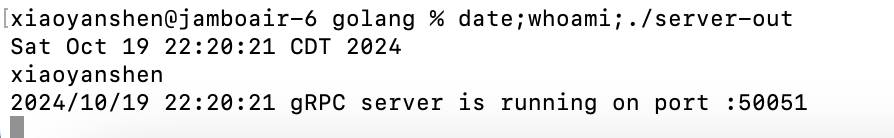 [xiaoyanshen@jamboair-6 golang % date;whoami;./server-out
Sat Oct 19 22:20:21 CDT 2024
xiaoyanshen
2024/10/19 22:20:21 gRPC server is running on port :50051